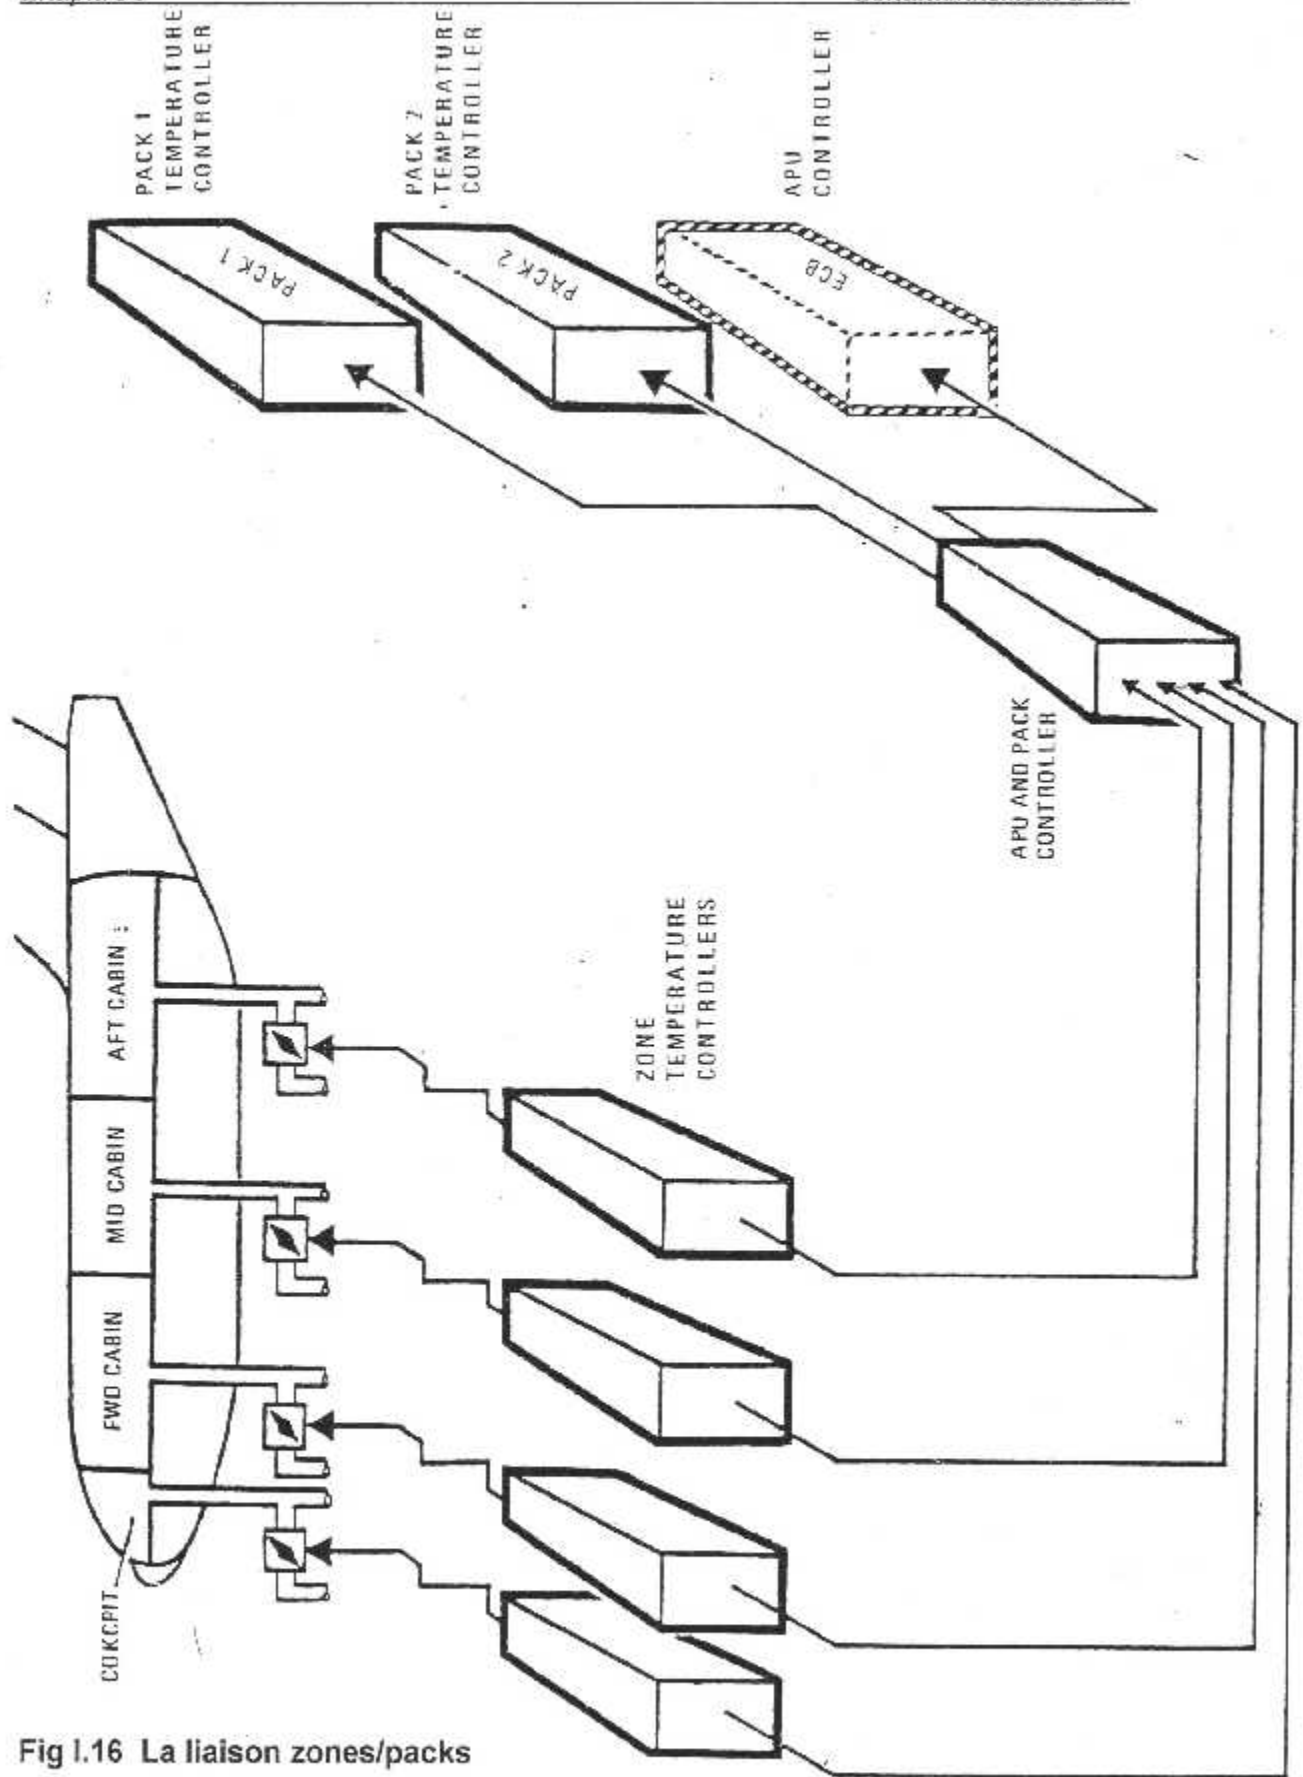 PACK 1
TEMPERATURE
CONTROLLER
PACK 2
TEMPERATURE
CONTROLLER
APU
CONTROLLER
PACK 1
PACK 2
ECB
APU AND PACK
CONTROLLER
AFT CABIN
MID CABIN
FWD CABIN
COKCPIT
ZONE
TEMPERATURE
CONTROLLERS
Fig I.16 La liaison zones/packs